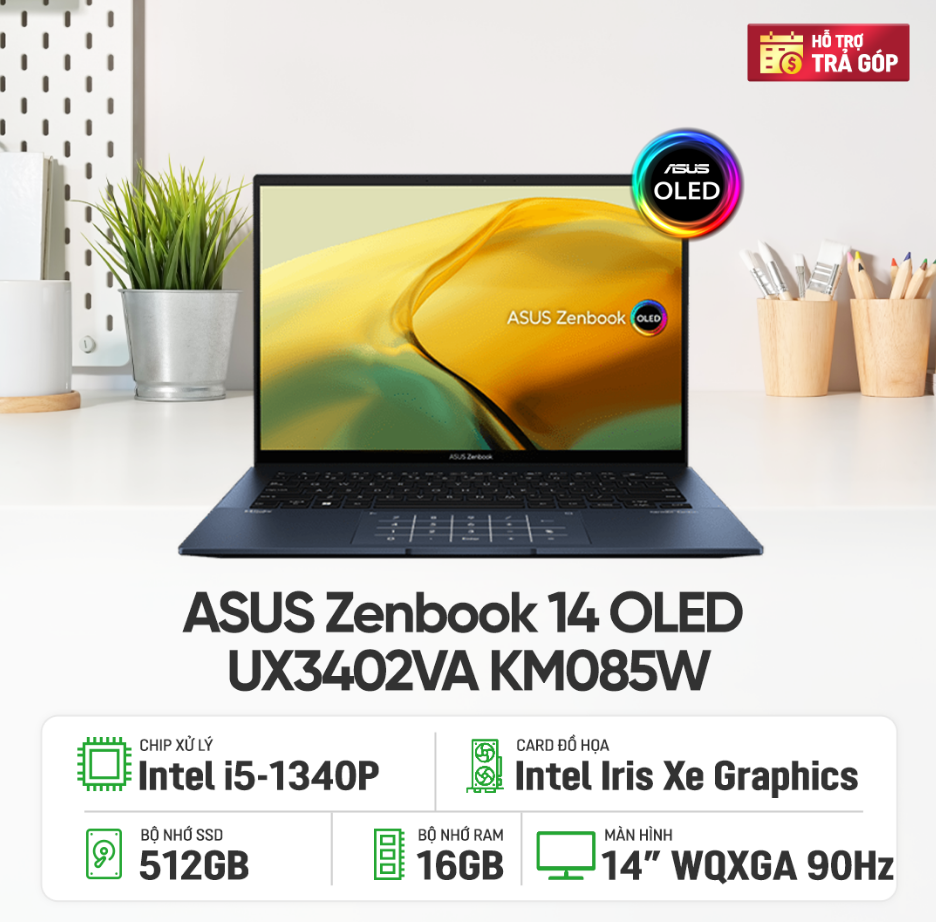 HỖ TRỢ
TRẢ GÓP
ASUS
OLED
ASUS Zenbook OLED
ASUS Zenbook
ASUS Zenbook 14 OLED
UX3402VA KM085W
CHIP XỬ LÝ
Intel i5-1340P
CARD ĐỒ HỌA
Intel Iris Xe Graphics
BỘ NHỚ SSD
512GB
BỘ NHỚ RAM
16GB
MÀN HÌNH
14” WQXGA 90Hz